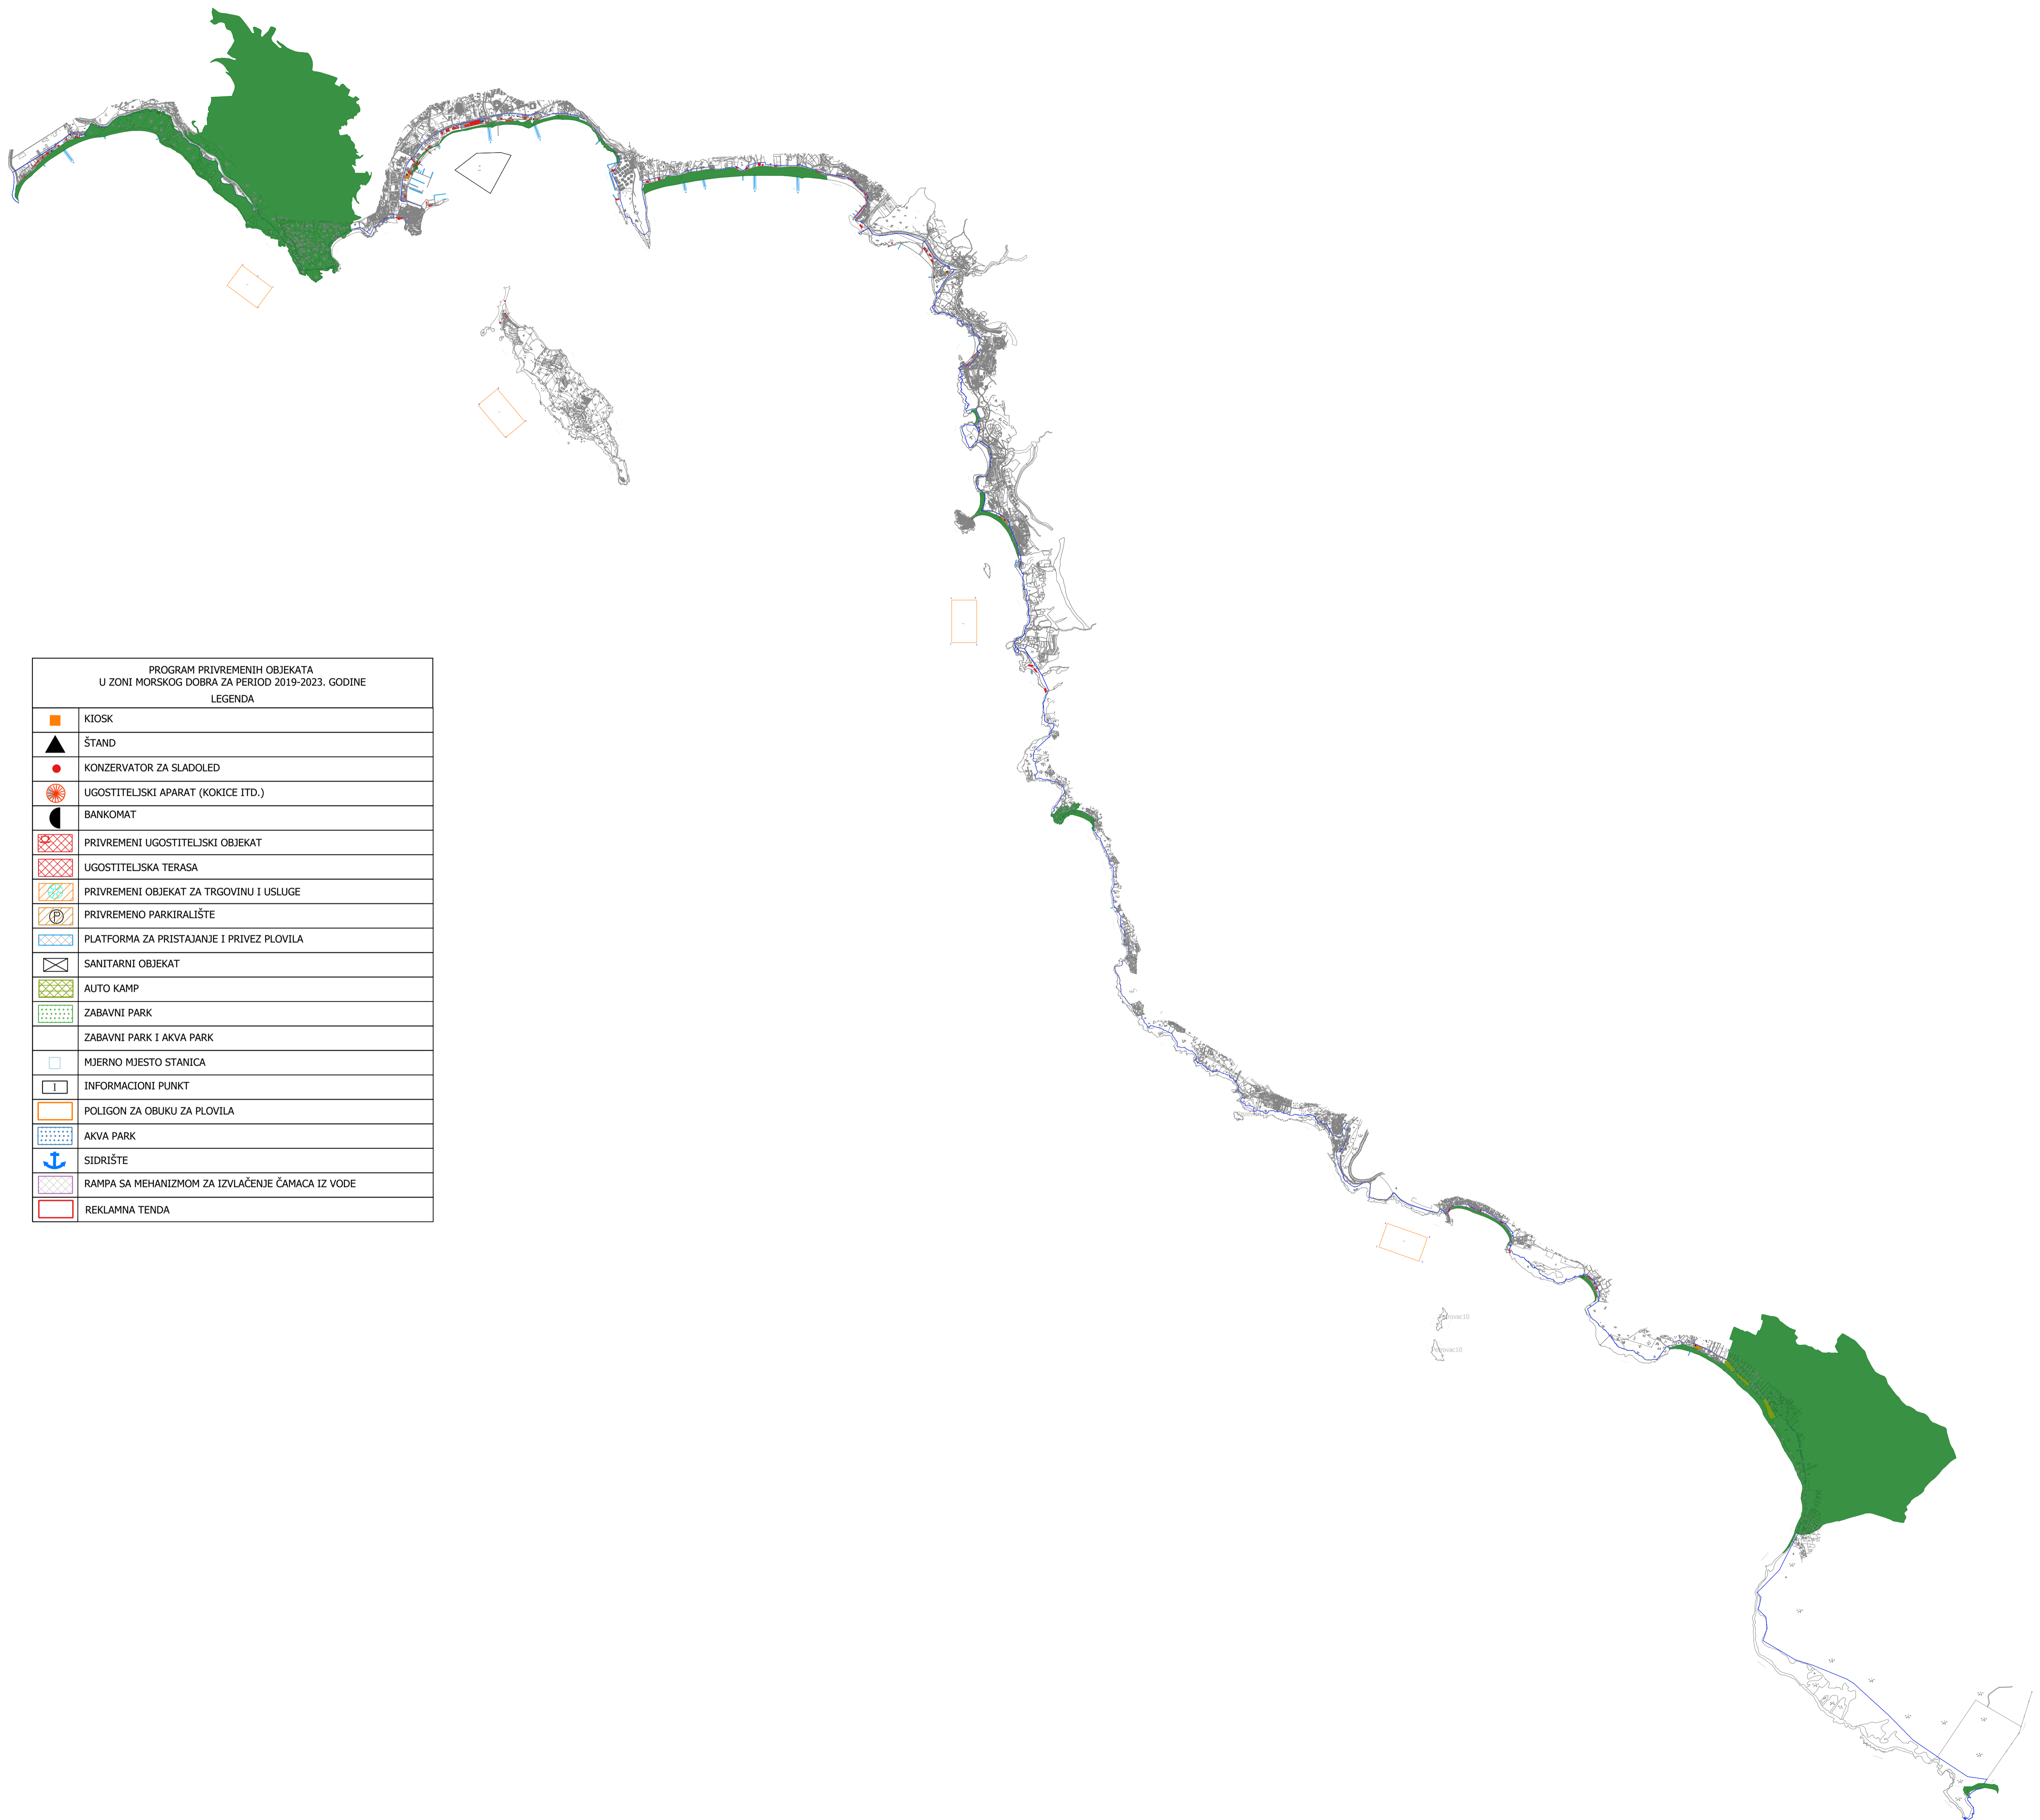 PROGRAM PRIVREMENIH OBJEKATA
U ZONI MORSKOG DOBRA ZA PERIOD 2019-2023. GODINE
LEGENDA
KIOSK
ŠTAND
KONZERVATOR ZA SLADOLED
UGOSTITELJSKI APARAT (KOKICE ITD.)
BANKOMAT
PRIVREMENI UGOSTITELJSKI OBJEKAT
UGOSTITELJSKA TERASA
PRIVREMENI OBJEKAT ZA TRGOVINU I USLUGE
P PRIVREMENO PARKIRALIŠTE
PLATFORMA ZA PRISTAJANJE I PRIVEZ PLOVILA
SANITARNI OBJEKAT
AUTO KAMP
ZABAVNI PARK
ZABAVNI PARK I AKVA PARK
MJERNO MJESTO STANICA
I INFORMACIONI PUNKT
POLIGON ZA OBUKU ZA PLOVILA
AKVA PARK
SIDRIŠTE
RAMPA SA MEHANIZMOM ZA IZVLAČENJE ČAMACA IZ VODE
REKLAMNA TENDA